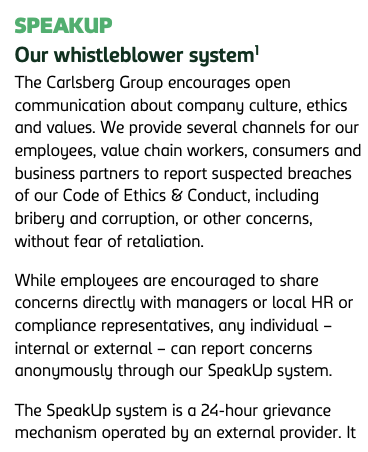 SPEAKUP
Our whistleblower system¹
The Carlsberg Group encourages open
communication about company culture, ethics
and values. We provide several channels for our
employees, value chain workers, consumers and
business partners to report suspected breaches
of our Code of Ethics & Conduct, including
bribery and corruption, or other concerns,
without fear of retaliation.
While employees are encouraged to share
concerns directly with managers or local HR or
compliance representatives, any individual –
internal or external – can report concerns
anonymously through our SpeakUp system.
The SpeakUp system is a 24-hour grievance
mechanism operated by an external provider. It